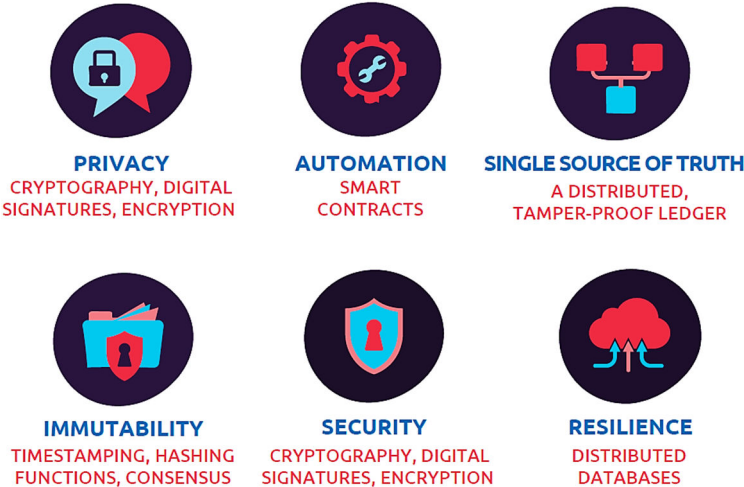 PRIVACY
CRYPTOGRAPHY, DIGITAL
SIGNATURES, ENCRYPTION
AUTOMATION
SMART
CONTRACTS
SINGLE SOURCE OF TRUTH
A DISTRIBUTED,
TAMPER-PROOF LEDGER
IMMUTABILITY
TIMESTAMPING, HASHING
FUNCTIONS, CONSENSUS
SECURITY
CRYPTOGRAPHY, DIGITAL
SIGNATURES, ENCRYPTION
RESILIENCE
DISTRIBUTED
DATABASES